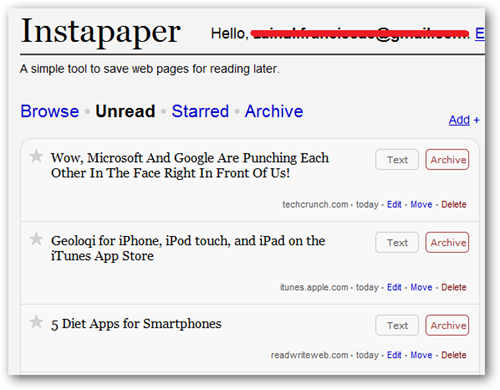 Instapaper
Hello,
A simple tool to save web pages for reading later.
Browse • Unread • Starred • Archive
Add +
Wow, Microsoft And Google Are Punching Each
Other In The Face Right In Front Of Us!
Text Archive
techcrunch.com - today - Edit - Move - Delete
Geoloqi for iPhone, iPod touch, and iPad on the
iTunes App Store
Text Archive
itunes.apple.com - today - Edit - Move - Delete
5 Diet Apps for Smartphones
Text Archive
readwriteweb.com - today - Edit - Move - Delete